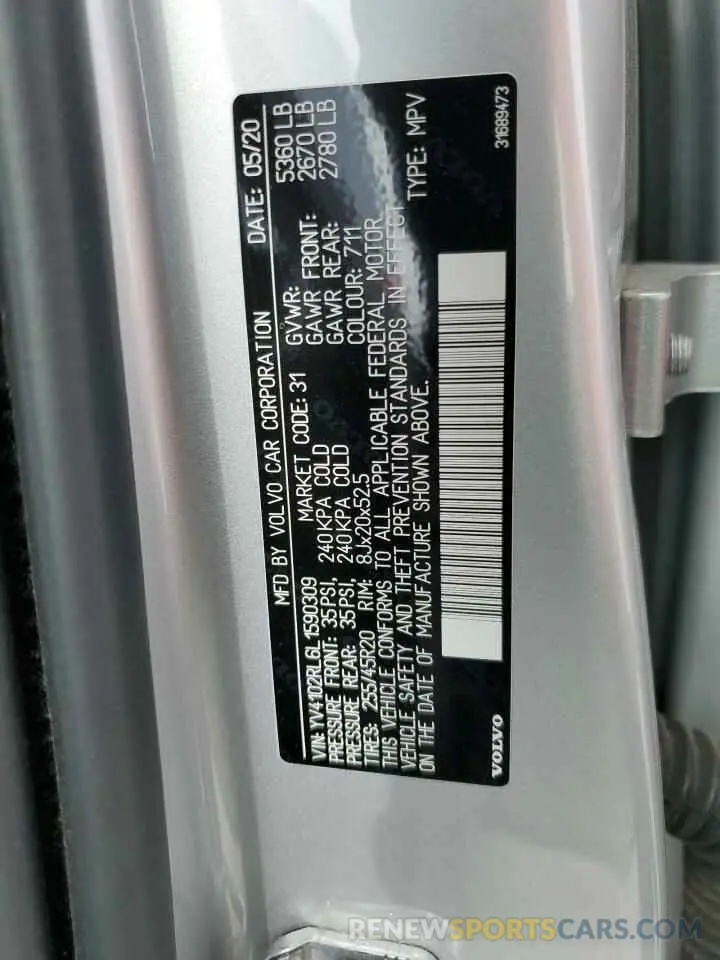 MFD BY VOLVO CAR CORPORATION DATE: 05/20
VIN: YV4102RL6L1590309 MARKET CODE: 31 GVWR: 5360 LB
PRESSURE FRONT: 35PSI, 240KPA COLD GAWR FRONT: 2670 LB
PRESSURE REAR: 35PSI, 240KPA COLD GAWR REAR: 2780 LB
TIRES: 255/45R20 RIM: 8Jx20x52.5 COLOUR: 711
THIS VEHICLE CONFORMS TO ALL APPLICABLE FEDERAL MOTOR
VEHICLE SAFETY AND THEFT PREVENTION STANDARDS IN EFFECT
ON THE DATE OF MANUFACTURE SHOWN ABOVE. TYPE: MPV
VOLVO 31689473
RENEWSPORTSCARS.COM